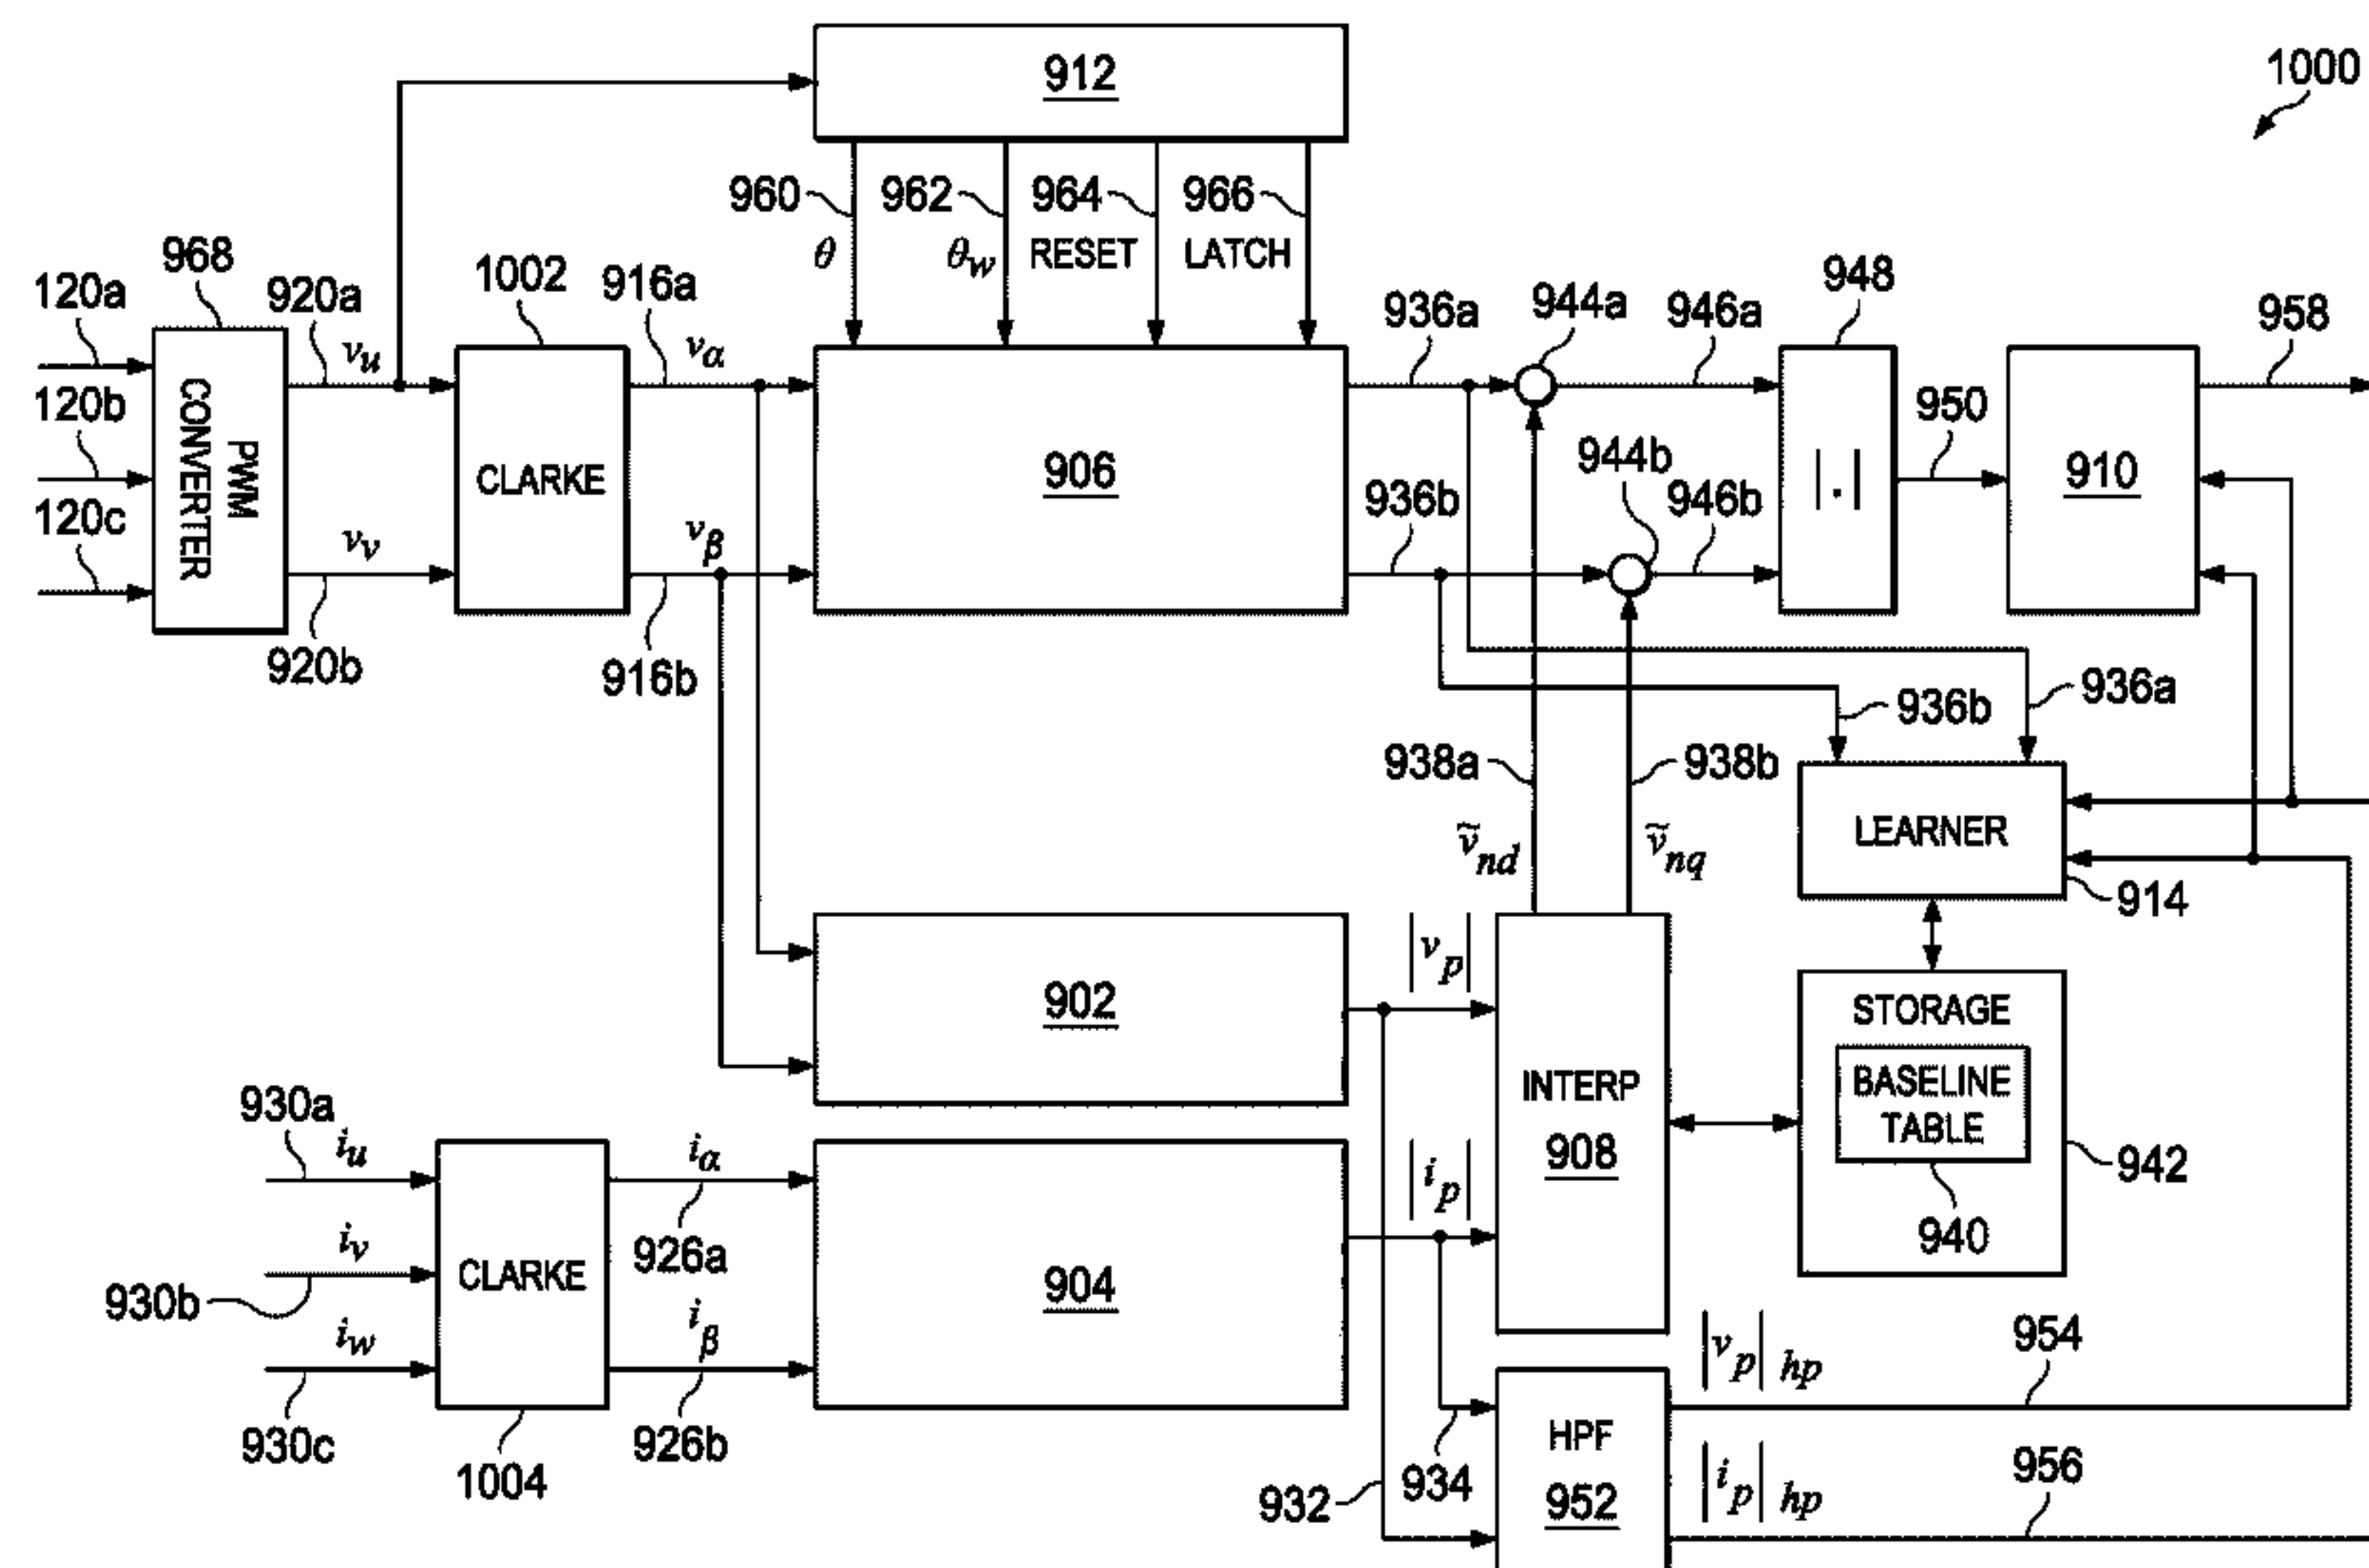 912
1000
960
962
964
966
θ
θw
RESET
LATCH
968
120a
920a
1002
916a
936a
944a
946a
948
958
vu
vα
120b
PWM
CONVERTER
CLARKE
906
944b
950
|.|
910
120c
936b
946b
vv
vβ
920b
916b
936b
936a
938a
938b
ṽnd
ṽnq
LEARNER
914
902
|vp|
STORAGE
BASELINE
TABLE
INTERP
908
942
940
930a
iu
iα
|ip|
926a
iv
CLARKE
904
930b
iw
iβ
930c
926b
1004
|vp|hp
954
HPF
952
934
932
|ip|hp
956